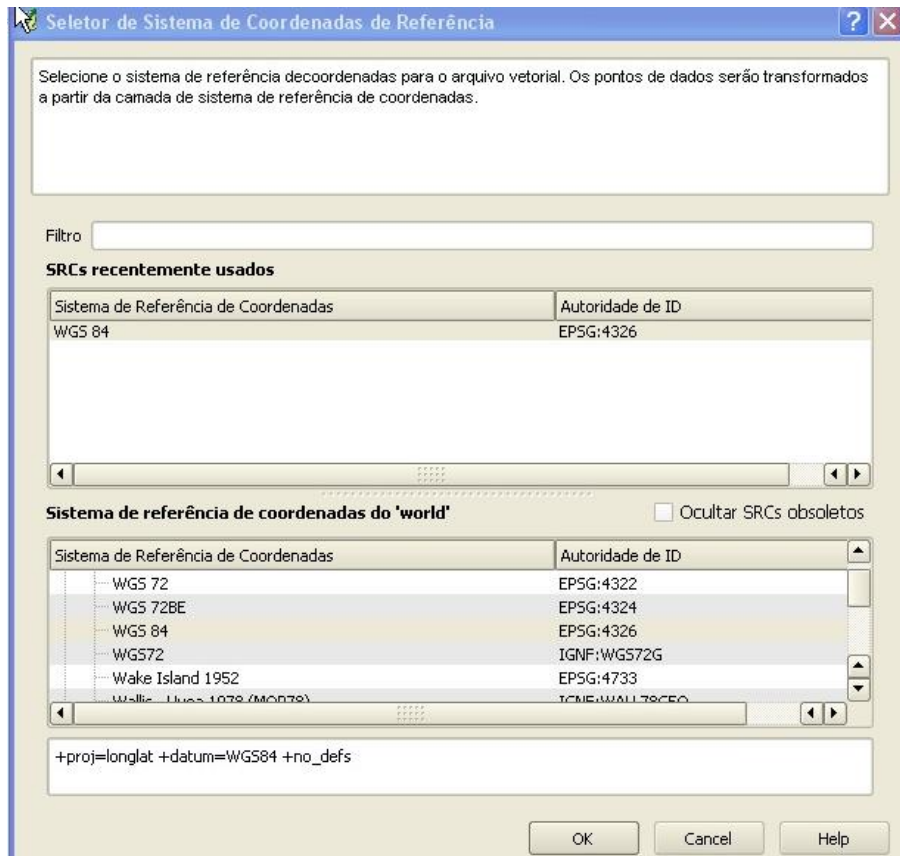 Seletor de Sistema de Coordenadas de Referência
Selecione o sistema de referência decoordenadas para o arquivo vetorial. Os pontos de dados serão transformados
a partir da camada de sistema de referência de coordenadas.
Filtro
SRCs recentemente usados
Sistema de Referência de Coordenadas Autoridade de ID
WGS 84 EPSG:4326
Sistema de referência de coordenadas do 'world' Ocultar SRCs obsoletos
Sistema de Referência de Coordenadas Autoridade de ID
WGS 72 EPSG:4322
WGS 72BE EPSG:4324
WGS 84 EPSG:4326
WGS72 IGNF:WGS72G
Wake Island 1952 EPSG:4733
Wallis 1978 (MOP78)
+proj=longlat +datum=WGS84 +no_defs
OK Cancel Help